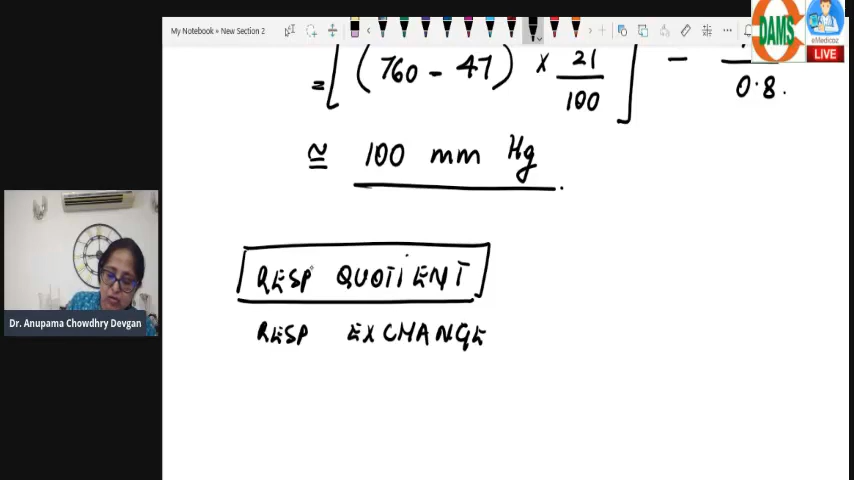 My Notebook » New Section 2
DAMS
eMedicoz
LIVE
= [ (760 - 47) × 21/100 ] - 0.8.
≅ 100 mm Hg.
RESP QUOTIENT
RESP EXCHANGE
Dr. Anupama Chowdhry Devgan